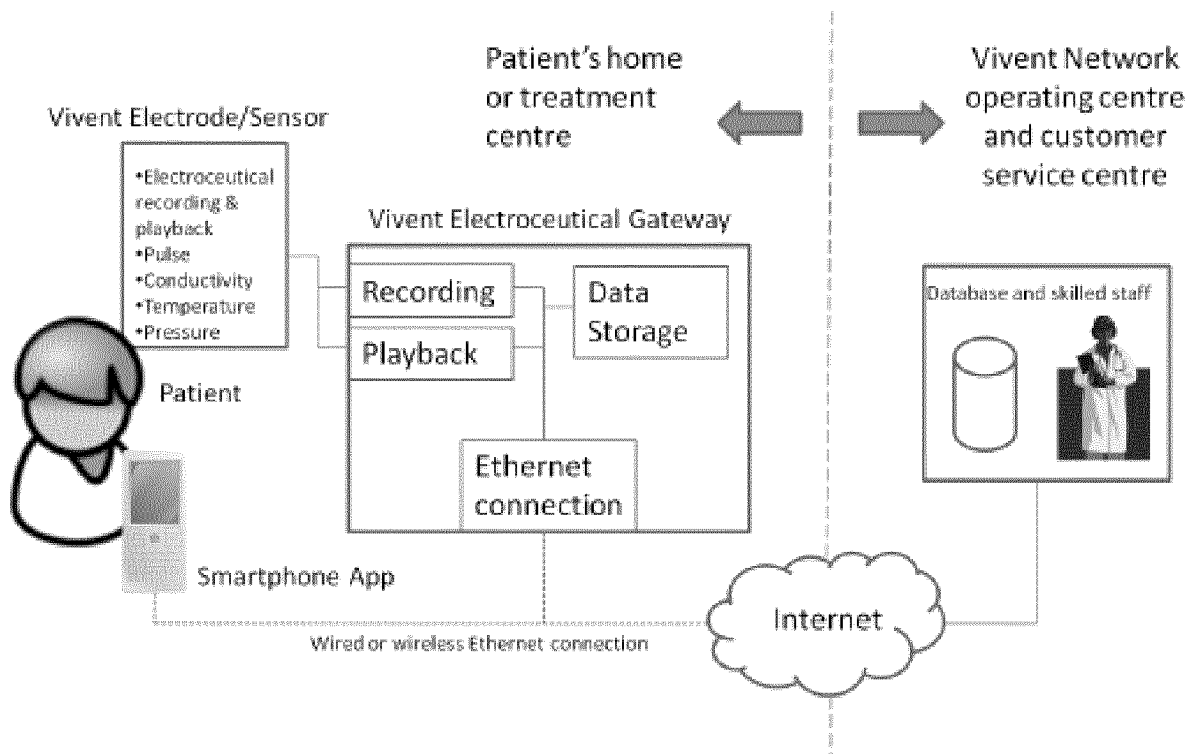 Patient's home
or treatment
centre
Vivent Network
operating centre
and customer
service centre
Vivent Electrode/Sensor
•Electroceutical
recording &
playback
•Pulse
•Conductivity
•Temperature
•Pressure
Vivent Electroceutical Gateway
Recording
Playback
Data
Storage
Ethernet
connection
Database and skilled staff
Patient
Smartphone App
Wired or wireless Ethernet connection
Internet